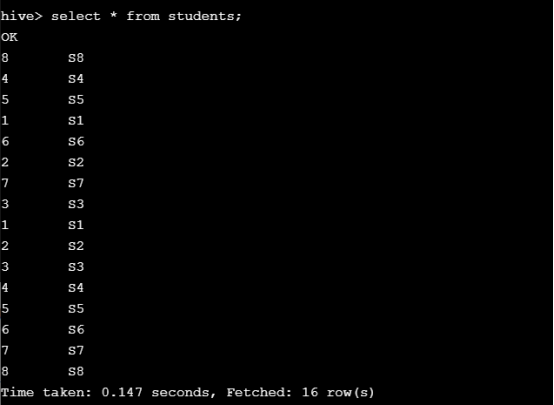 hive> select * from students;
OK
8 S8
4 S4
5 S5
1 S1
6 S6
2 S2
7 S7
3 S3
1 S1
2 S2
3 S3
4 S4
5 S5
6 S6
7 S7
8 S8
Time taken: 0.147 seconds, Fetched: 16 row(s)